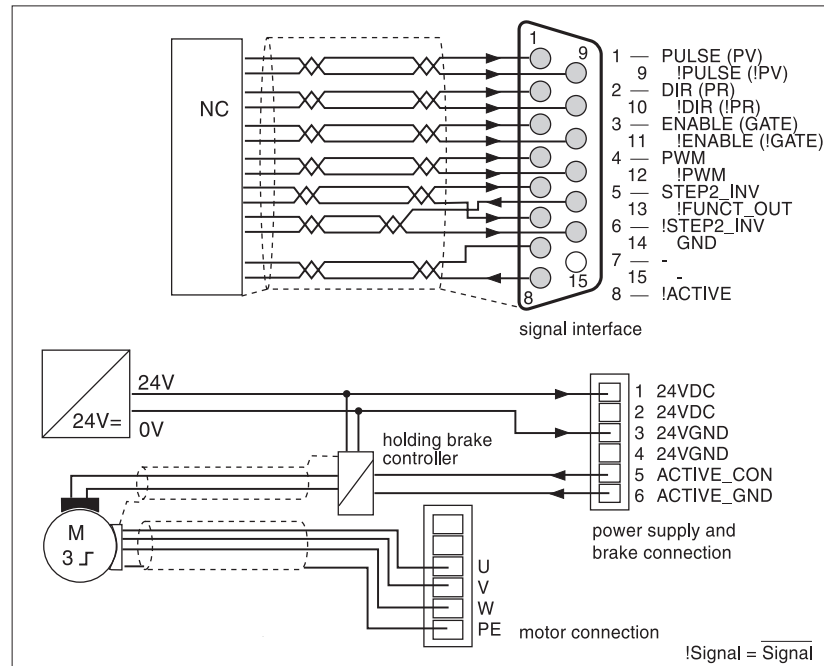 NC
1
9
8
15
1 — PULSE (PV)
9 !PULSE (!PV)
2 — DIR (PR)
10 !DIR (!PR)
3 — ENABLE (GATE)
11 !ENABLE (!GATE)
4 — PWM
12 !PWM
5 — STEP2_INV
13 !FUNCT_OUT
6 — !STEP2_INV
14 GND
7 — -
15 -
8 — !ACTIVE
signal interface
24V
24V=
0V
holding brake
controller
1 24VDC
2 24VDC
3 24VGND
4 24VGND
5 ACTIVE_CON
6 ACTIVE_GND
power supply and
brake connection
M
3
U
V
W
PE
motor connection
!Signal = Signal